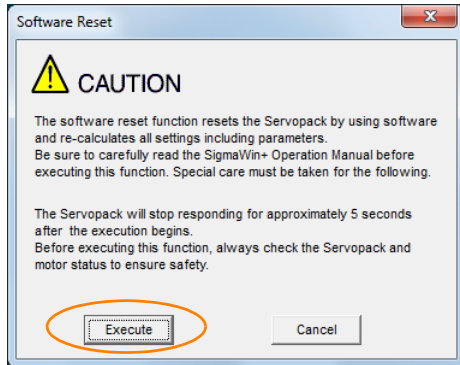 Software Reset
CAUTION
The software reset function resets the Servopack by using software
and re-calculates all settings including parameters.
Be sure to carefully read the SigmaWin+ Operation Manual before
executing this function. Special care must be taken for the following.
The Servopack will stop responding for approximately 5 seconds
after the execution begins.
Before executing this function, always check the Servopack and
motor status to ensure safety.
Execute
Cancel